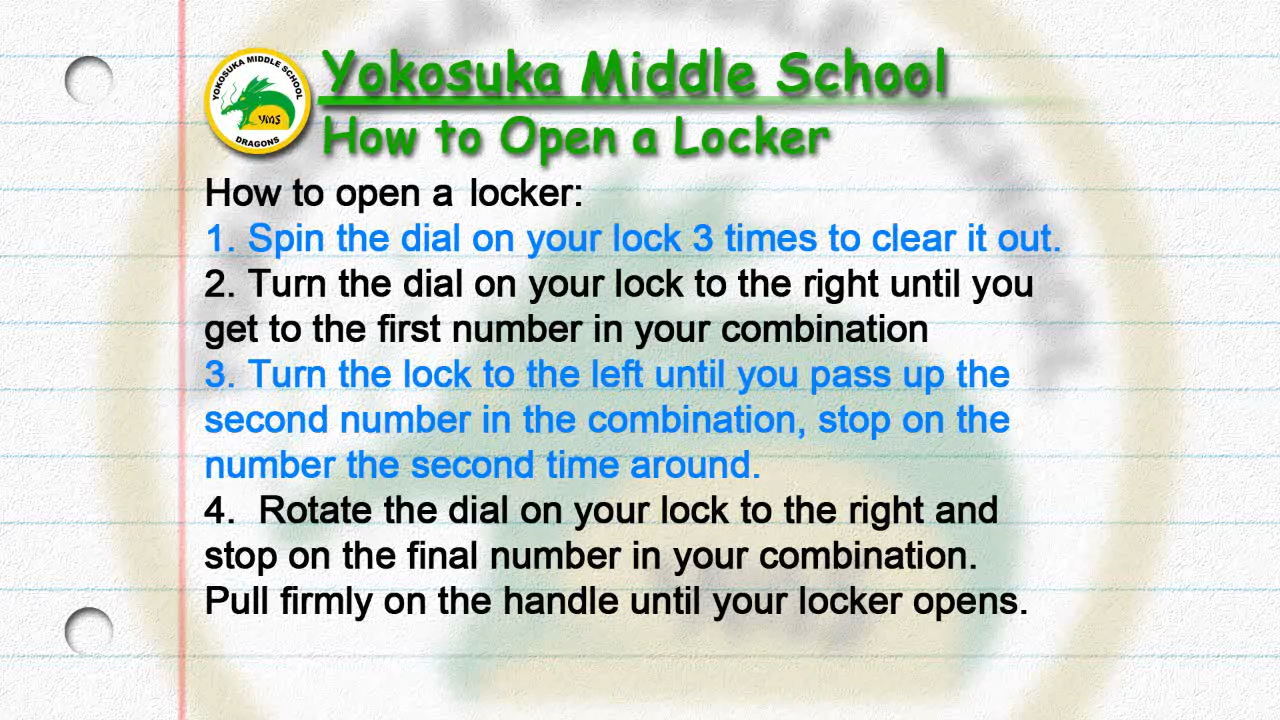 YOKOSUKA MIDDLE SCHOOL
YMS
DRAGONS
Yokosuka Middle School
How to Open a Locker
How to open a locker:
1. Spin the dial on your lock 3 times to clear it out.
2. Turn the dial on your lock to the right until you
get to the first number in your combination
3. Turn the lock to the left until you pass up the
second number in the combination, stop on the
number the second time around.
4.  Rotate the dial on your lock to the right and
stop on the final number in your combination.
Pull firmly on the handle until your locker opens.